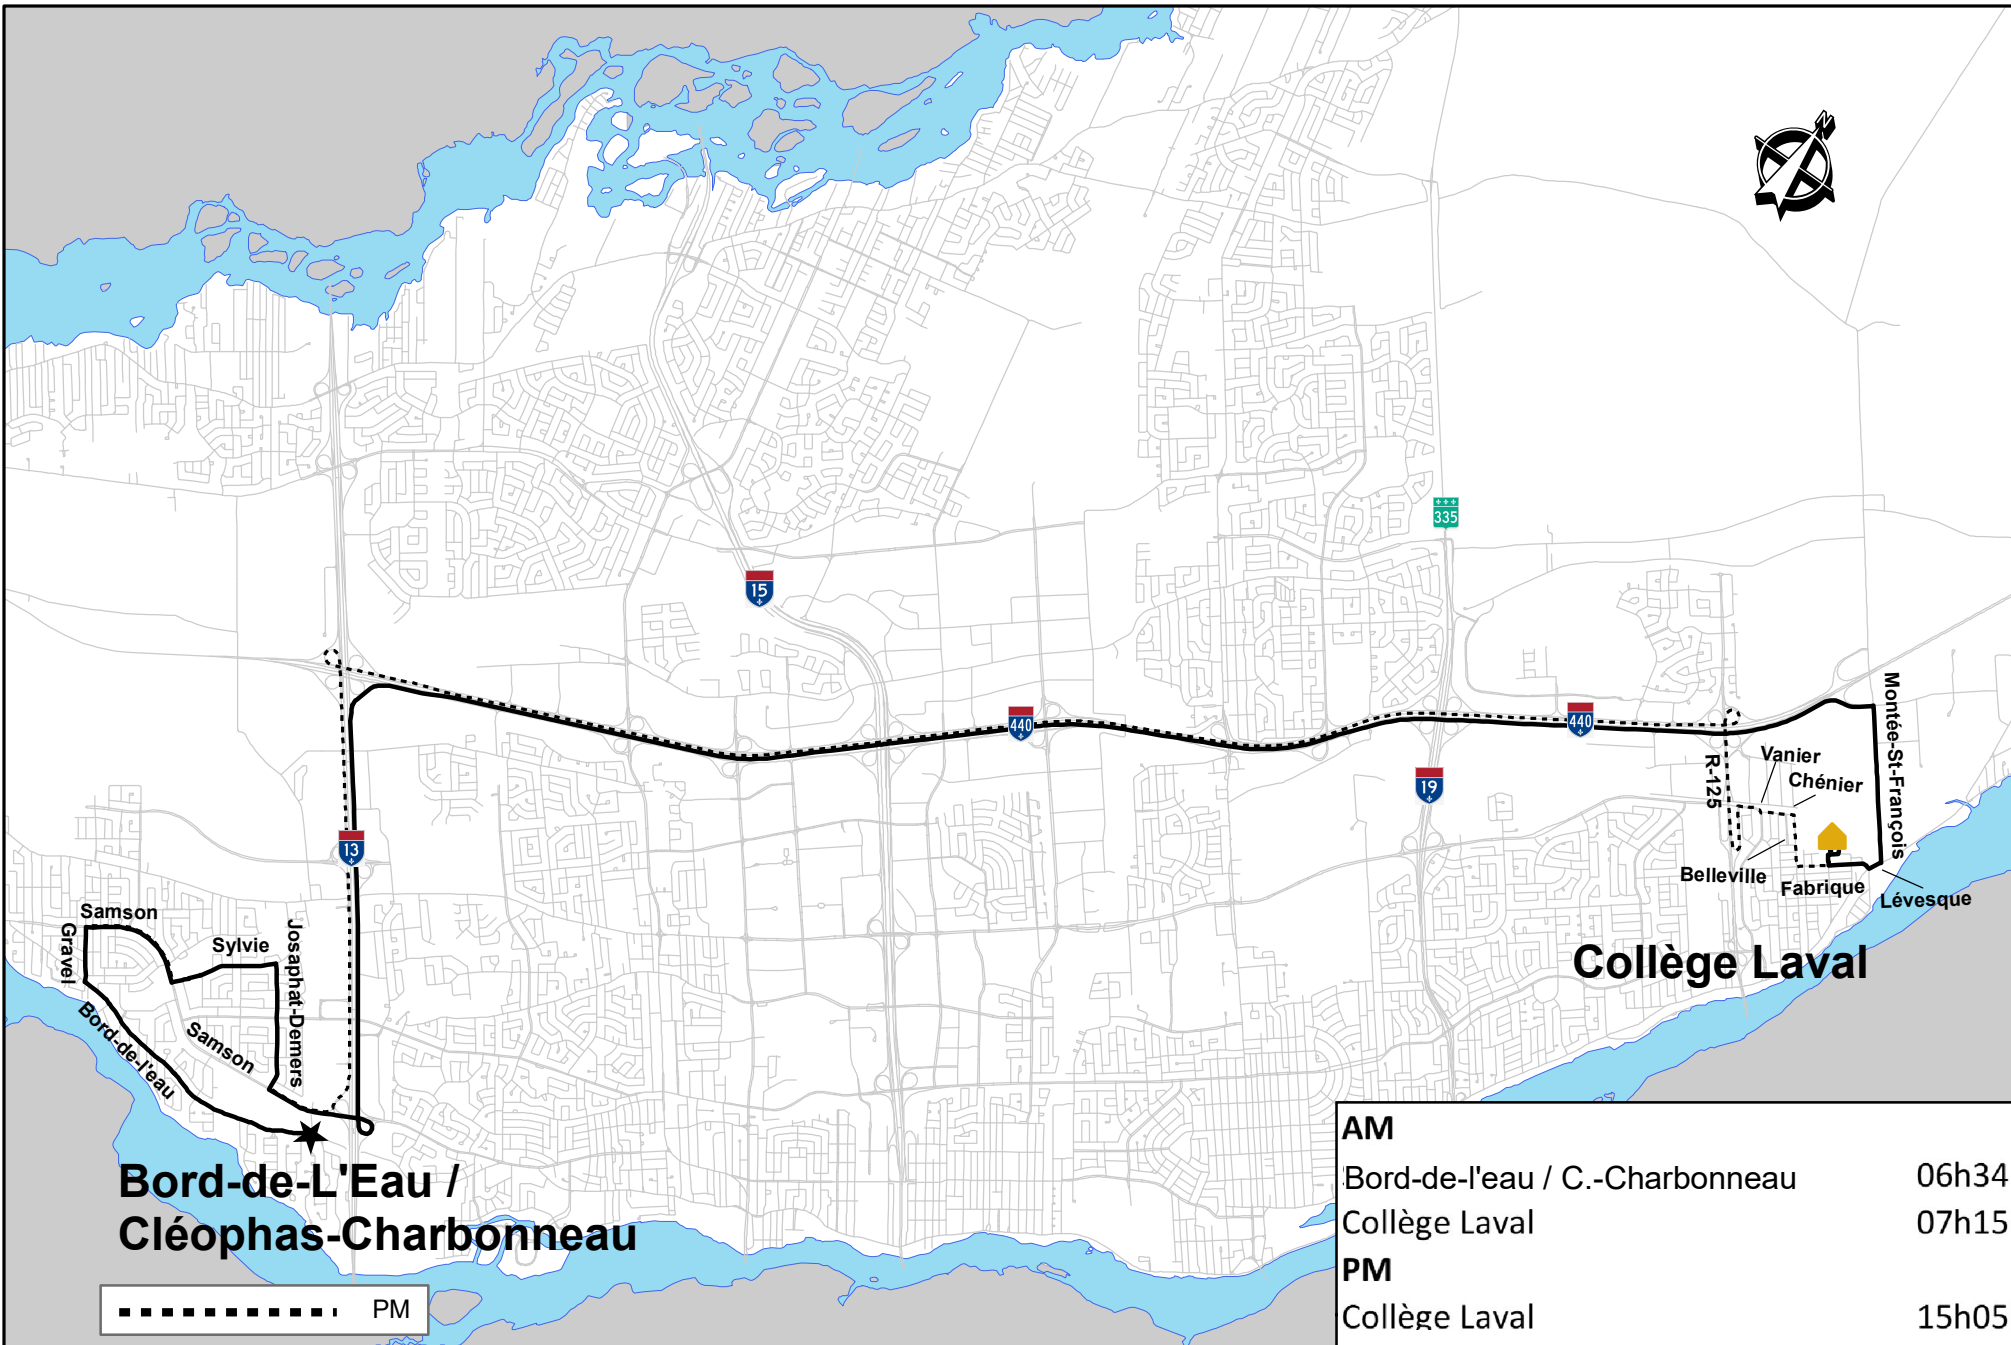 335
15
440
440
Montée-St-François
Vanier
R-125
Chénier
19
13
Belleville
Fabrique
Lévesque
Samson
Gravel
Sylvie
Josaphat-Demers
Collège Laval
Bord-de-l'eau
Samson
Bord-de-L'Eau /
Cléophas-Charbonneau
PM
AM
Bord-de-l'eau / C.-Charbonneau 06h34
Collège Laval 07h15
PM
Collège Laval 15h05
N